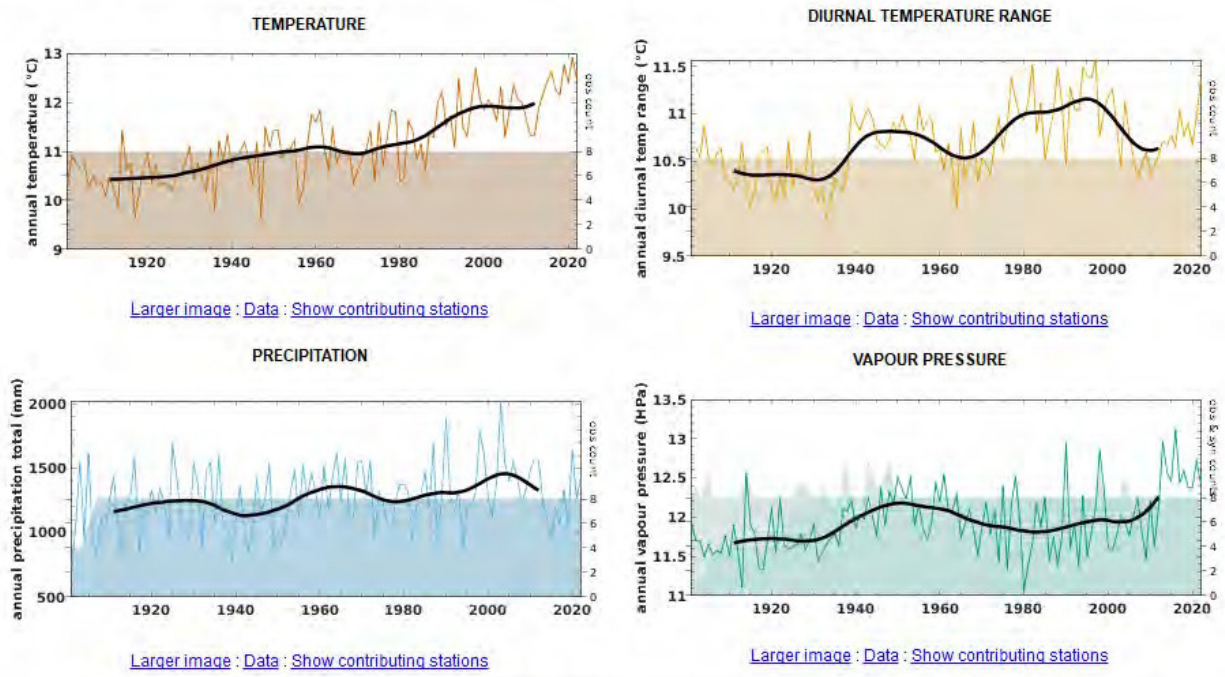 TEMPERATURE
annual temperature (°C)
13
12
11
10
9
obs count
8
6
4
2
0
1920 1940 1960 1980 2000 2020
Larger image : Data : Show contributing stations
DIURNAL TEMPERATURE RANGE
annual diurnal temp range (°C)
11.5
11
10.5
10
9.5
obs count
8
6
4
2
0
1920 1940 1960 1980 2000 2020
Larger image : Data : Show contributing stations
PRECIPITATION
annual precipitation total (mm)
2000
1500
1000
500
obs count
8
6
4
2
0
1920 1940 1960 1980 2000 2020
Larger image : Data : Show contributing stations
VAPOUR PRESSURE
annual vapour pressure (HPa)
13.5
13
12.5
12
11.5
11
obs & syn counts
8
6
4
2
0
1920 1940 1960 1980 2000 2020
Larger image : Data : Show contributing stations